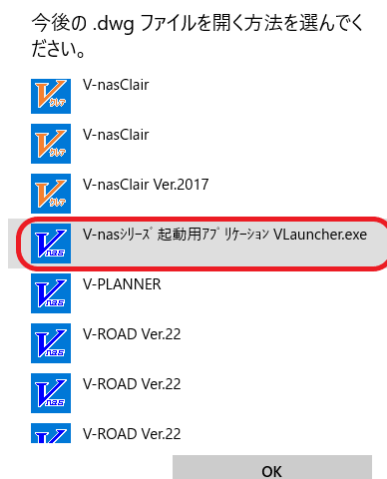 今後の .dwg ファイルを開く方法を選んでく
ださい。
V-nasClair
V-nasClair
V-nasClair Ver.2017
V-nasｼﾘｰｽﾞ 起動用ｱﾌﾟﾘｹｰｼｮﾝ VLauncher.exe
V-PLANNER
V-ROAD Ver.22
V-ROAD Ver.22
V-ROAD Ver.22
OK